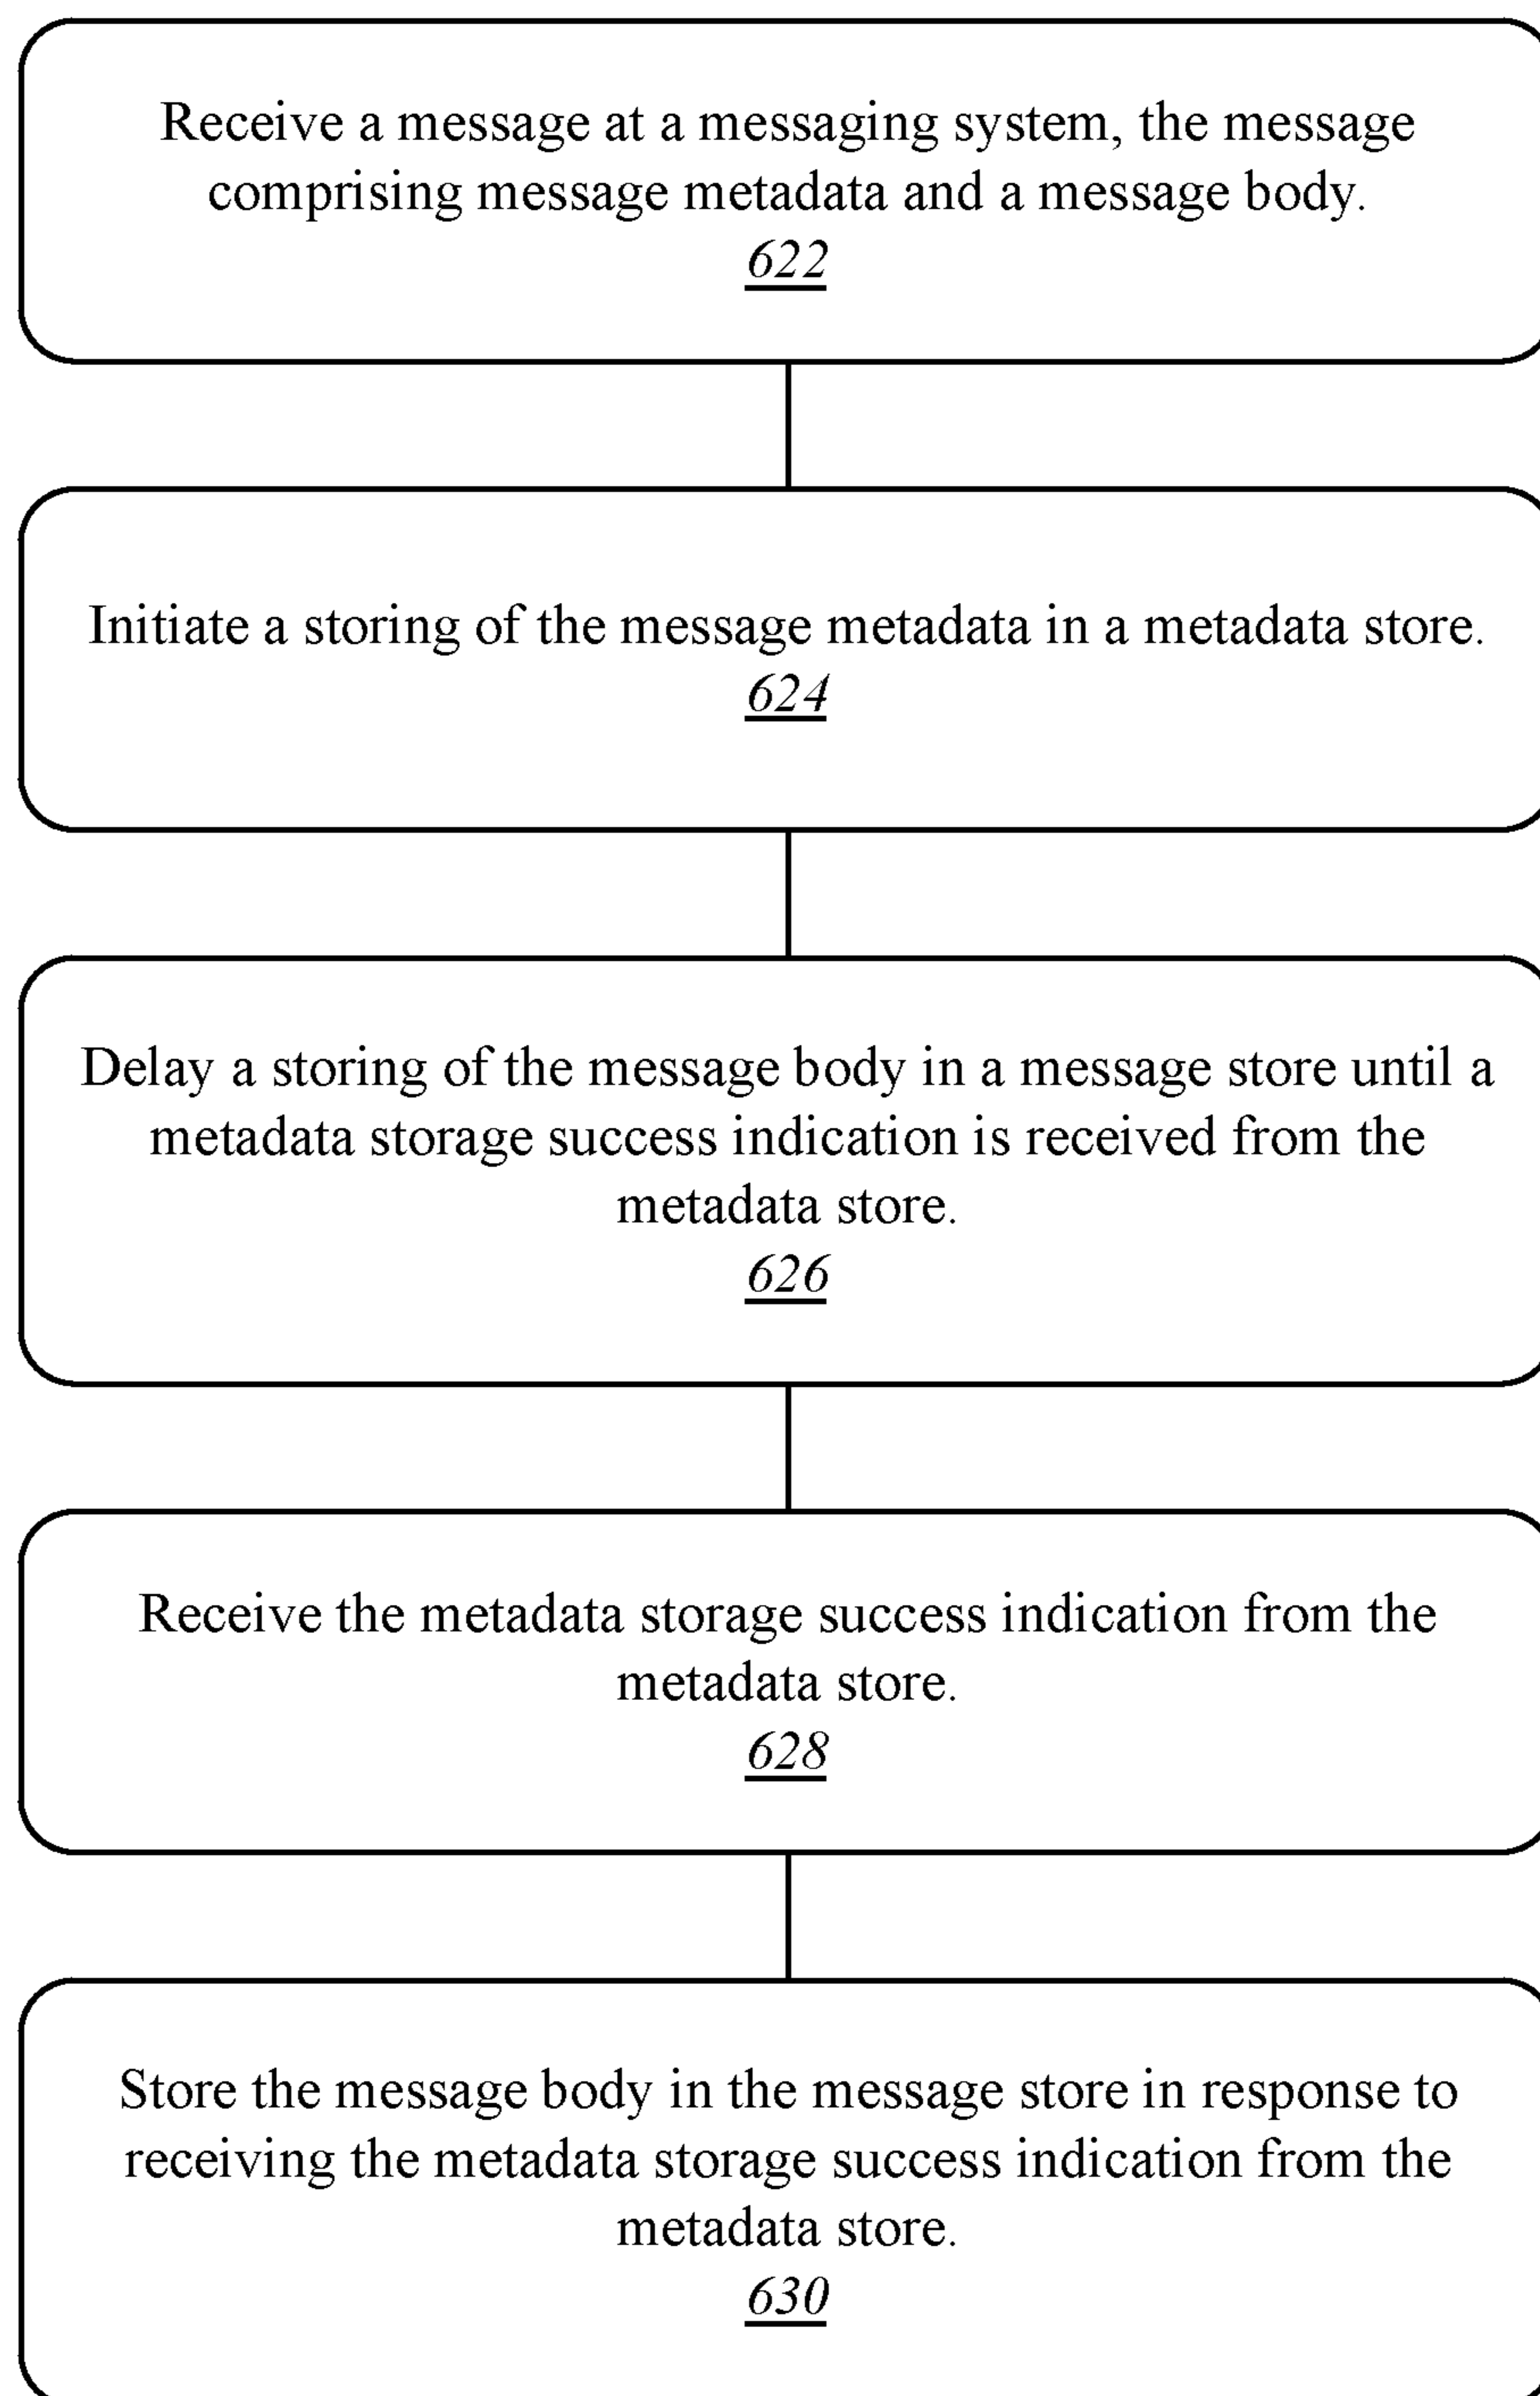 Receive a message at a messaging system, the message
comprising message metadata and a message body.
622
Initiate a storing of the message metadata in a metadata store.
624
Delay a storing of the message body in a message store until a
metadata storage success indication is received from the
metadata store.
626
Receive the metadata storage success indication from the
metadata store.
628
Store the message body in the message store in response to
receiving the metadata storage success indication from the
metadata store.
630